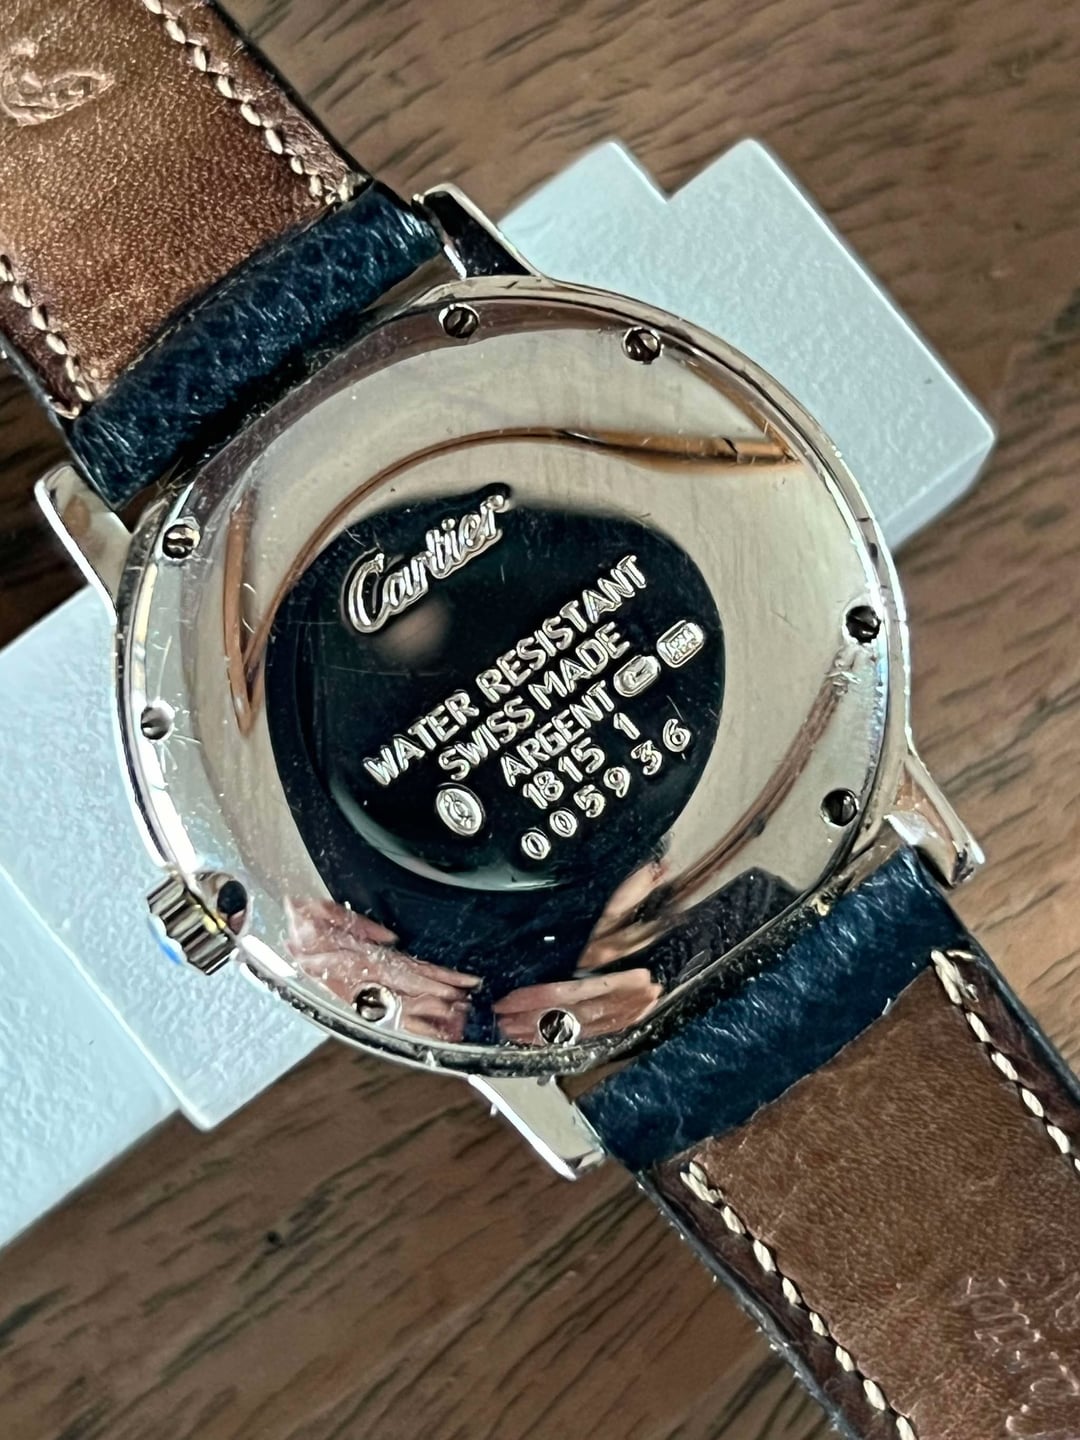 Cartier
WATER RESISTANT
SWISS MADE
ARGENT
1815 1
005936